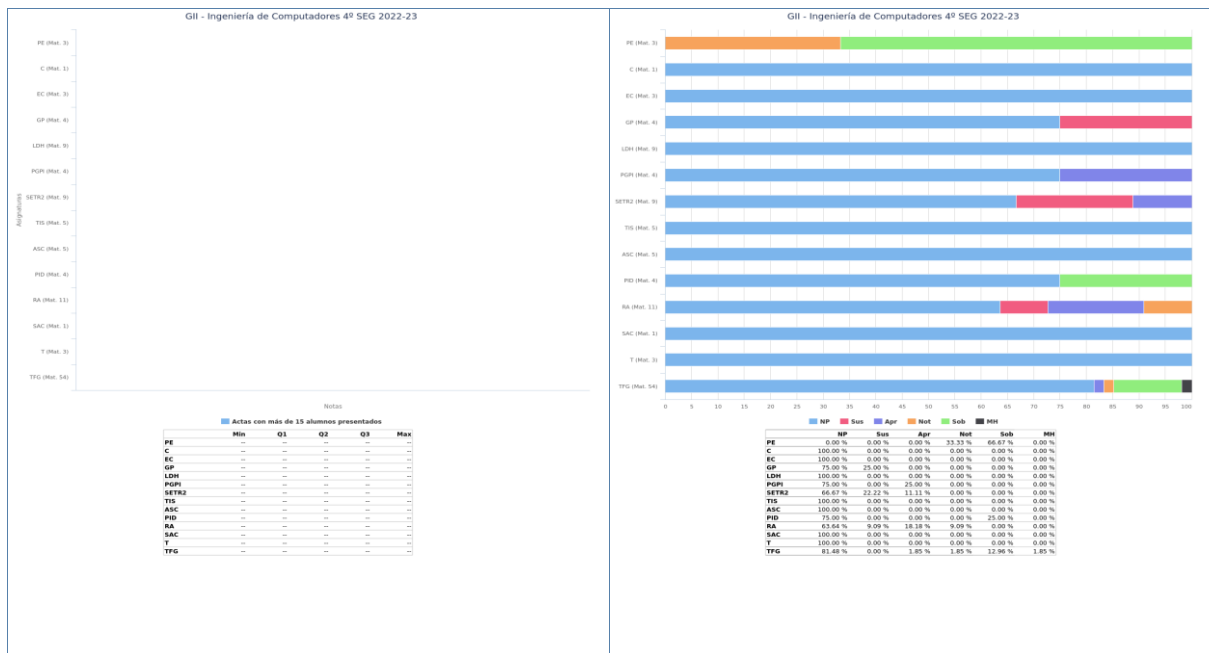 GII - Ingeniería de Computadores 4º SEG 2022-23
Asignaturas
PE (Mat. 3)
C (Mat. 1)
EC (Mat. 3)
GP (Mat. 4)
LDH (Mat. 9)
PGPI (Mat. 4)
SETR2 (Mat. 9)
TIS (Mat. 5)
ASC (Mat. 5)
PID (Mat. 4)
RA (Mat. 11)
SAC (Mat. 1)
T (Mat. 3)
TFG (Mat. 54)
Notas
Actas con más de 15 alumnos presentados
Min Q1 Q2 Q3 Max
PE -- -- -- -- --
C -- -- -- -- --
EC -- -- -- -- --
GP -- -- -- -- --
LDH -- -- -- -- --
PGPI -- -- -- -- --
SETR2 -- -- -- -- --
TIS -- -- -- -- --
ASC -- -- -- -- --
PID -- -- -- -- --
RA -- -- -- -- --
SAC -- -- -- -- --
T -- -- -- -- --
TFG -- -- -- -- --
GII - Ingeniería de Computadores 4º SEG 2022-23
PE (Mat. 3)
C (Mat. 1)
EC (Mat. 3)
GP (Mat. 4)
LDH (Mat. 9)
PGPI (Mat. 4)
SETR2 (Mat. 9)
TIS (Mat. 5)
ASC (Mat. 5)
PID (Mat. 4)
RA (Mat. 11)
SAC (Mat. 1)
T (Mat. 3)
TFG (Mat. 54)
0 5 10 15 20 25 30 35 40 45 50 55 60 65 70 75 80 85 90 95 100
NP Sus Apr Not Sob MH
NP Sus Apr Not Sob MH
PE 0.00 % 0.00 % 0.00 % 33.33 % 66.67 % 0.00 %
C 100.00 % 0.00 % 0.00 % 0.00 % 0.00 % 0.00 %
EC 100.00 % 0.00 % 0.00 % 0.00 % 0.00 % 0.00 %
GP 75.00 % 25.00 % 0.00 % 0.00 % 0.00 % 0.00 %
LDH 100.00 % 0.00 % 0.00 % 0.00 % 0.00 % 0.00 %
PGPI 75.00 % 0.00 % 25.00 % 0.00 % 0.00 % 0.00 %
SETR2 66.67 % 22.22 % 11.11 % 0.00 % 0.00 % 0.00 %
TIS 100.00 % 0.00 % 0.00 % 0.00 % 0.00 % 0.00 %
ASC 100.00 % 0.00 % 0.00 % 0.00 % 0.00 % 0.00 %
PID 75.00 % 0.00 % 0.00 % 0.00 % 25.00 % 0.00 %
RA 63.64 % 9.09 % 18.18 % 9.09 % 0.00 % 0.00 %
SAC 100.00 % 0.00 % 0.00 % 0.00 % 0.00 % 0.00 %
T 100.00 % 0.00 % 0.00 % 0.00 % 0.00 % 0.00 %
TFG 81.48 % 0.00 % 1.85 % 1.85 % 12.96 % 1.85 %